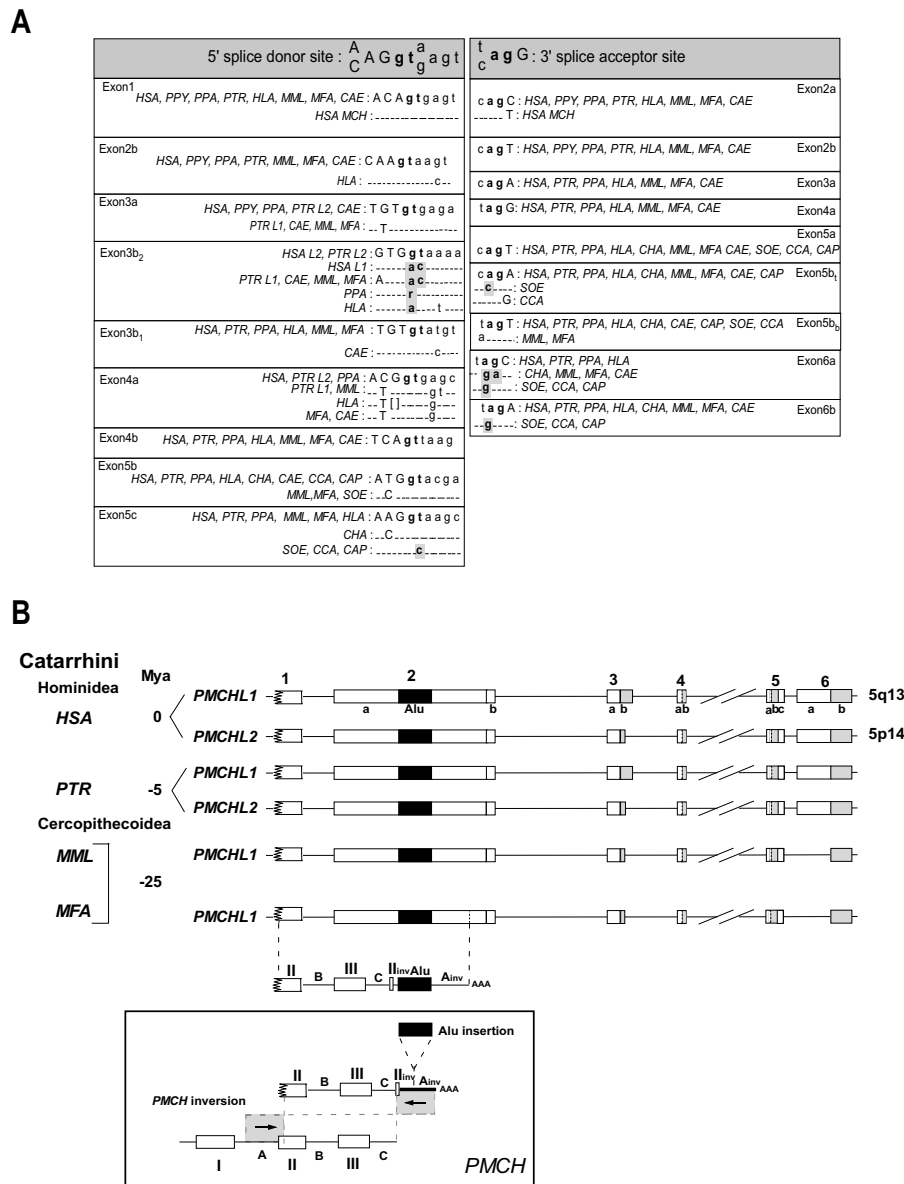 A
5' splice donor site : A/C A G g t a/g a g t
Exon1
HSA, PPY, PPA, PTR, HLA, MML, MFA, CAE : A C A g t g a g t
HSA MCH : --------------------
Exon2b
HSA, PPY, PPA, PTR, MML, MFA, CAE : C A A g t a a g t
HLA : -------------c--
Exon3a
HSA, PPY, PPA, PTR L2, CAE : T G T g t g a g a
PTR L1, CAE, MML, MFA : --T--------------
Exon3b2
HSA L2, PTR L2 : G T G g t a a a a
HSA L1 : --------a c-------
PTR L1, CAE, MML, MFA : A-----a c-------
PPA : --------r----------
HLA : --------a----t----
Exon3b1
HSA, PTR, PPA, HLA, MML, MFA : T G T g t a t g t
CAE : -------------c--
Exon4a
HSA, PTR L2, PPA : A C G g t g a g c
PTR L1, MML : --T-------g t--
HLA : --T [ ]-----g----
MFA, CAE : --T-------g----
Exon4b
HSA, PTR, PPA, HLA, MML, MFA, CAE : T C A g t t a a g
Exon5b
HSA, PTR, PPA, HLA, CHA, CAE, CCA, CAP : A T G g t a c g a
MML,MFA, SOE : --C--------------
Exon5c
HSA, PTR, PPA, MML, MFA, HLA : A A G g t a a g c
CHA : --C--------------
SOE, CCA, CAP : ---------c--------
t/c a g G : 3' splice acceptor site
Exon2a
c a g C : HSA, PPY, PPA, PTR, HLA, MML, MFA, CAE
------T : HSA MCH
c a g T : HSA, PPY, PPA, PTR, HLA, MML, MFA, CAE Exon2b
c a g A : HSA, PTR, PPA, HLA, MML, MFA, CAE Exon3a
t a g G: HSA, PTR, PPA, HLA, MML, MFA, CAE Exon4a
Exon5a
c a g T : HSA, PTR, PPA, HLA, CHA, MML, MFA CAE, SOE, CCA, CAP
c a g A : HSA, PTR, PPA, HLA, CHA, MML, MFA, CAE, CAP Exon5bt
--c-----: SOE
------G : CCA
t a g T : HSA, PTR, PPA, HLA, CHA, CAE, CAP, SOE, CCA Exon5bb
a------: MML, MFA
t a g C : HSA, PTR, PPA, HLA Exon6a
-- g a -- : CHA, MML, MFA, CAE
--g-----: SOE, CCA, CAP
t a g A : HSA, PTR, PPA, HLA, CHA, MML, MFA, CAE Exon6b
--g----: SOE, CCA, CAP
B
Catarrhini
Hominidea Mya 1 2 3 4 5 6
HSA 0 PMCHL1 5q13
a Alu b a b ab abc a b
PMCHL2 5p14
PTR -5 PMCHL1
PMCHL2
Cercopithecoidea
MML PMCHL1
-25
MFA PMCHL1
II B III C IIinv Alu Ainv AAA
Alu insertion
II B III C IIinv Ainv AAA
PMCH inversion
I A II B III C
PMCH